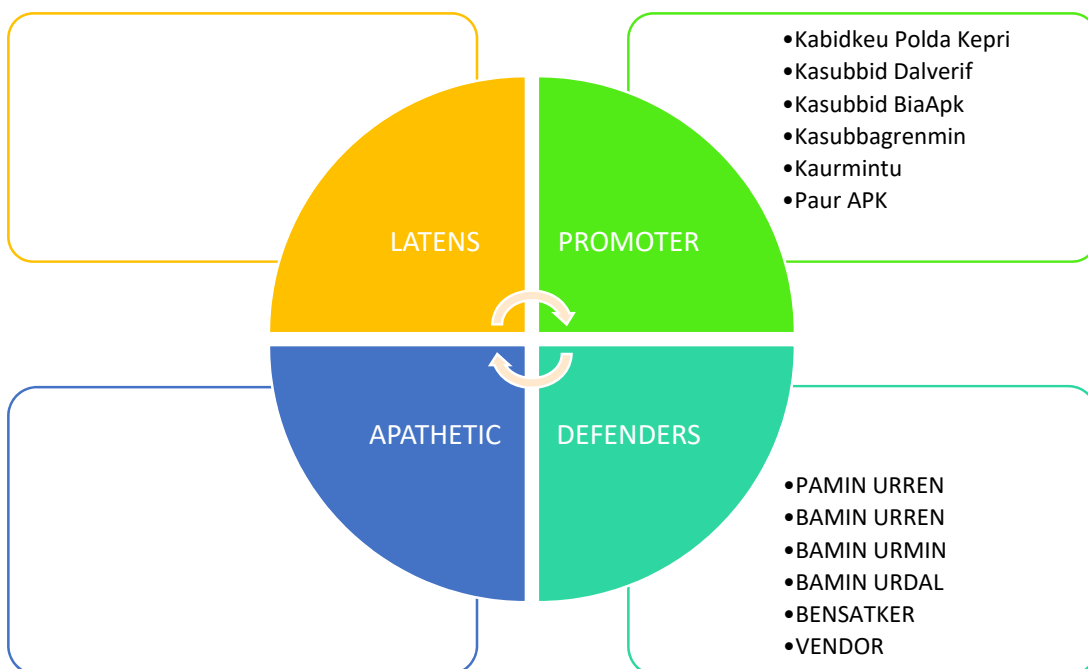 •Kabidkeu Polda Kepri
•Kasubbid Dalverif
•Kasubbid BiaApk
•Kasubbagrenmin
•Kaurmintu
•Paur APK
LATENS
PROMOTER
APATHETIC
DEFENDERS
•PAMIN URREN
•BAMIN URREN
•BAMIN URMIN
•BAMIN URDAL
•BENSATKER
•VENDOR